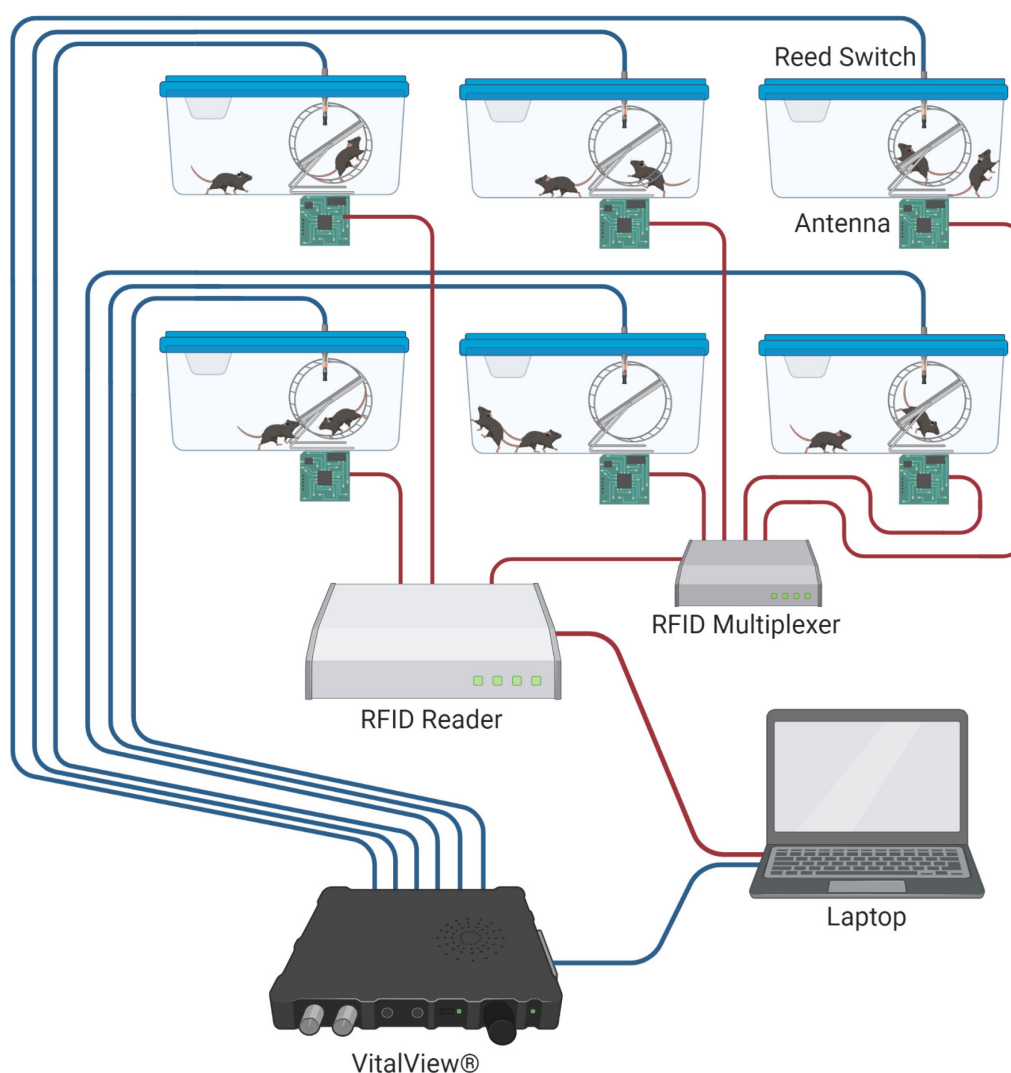 Reed Switch
Antenna
RFID Multiplexer
RFID Reader
Laptop
VitalView®